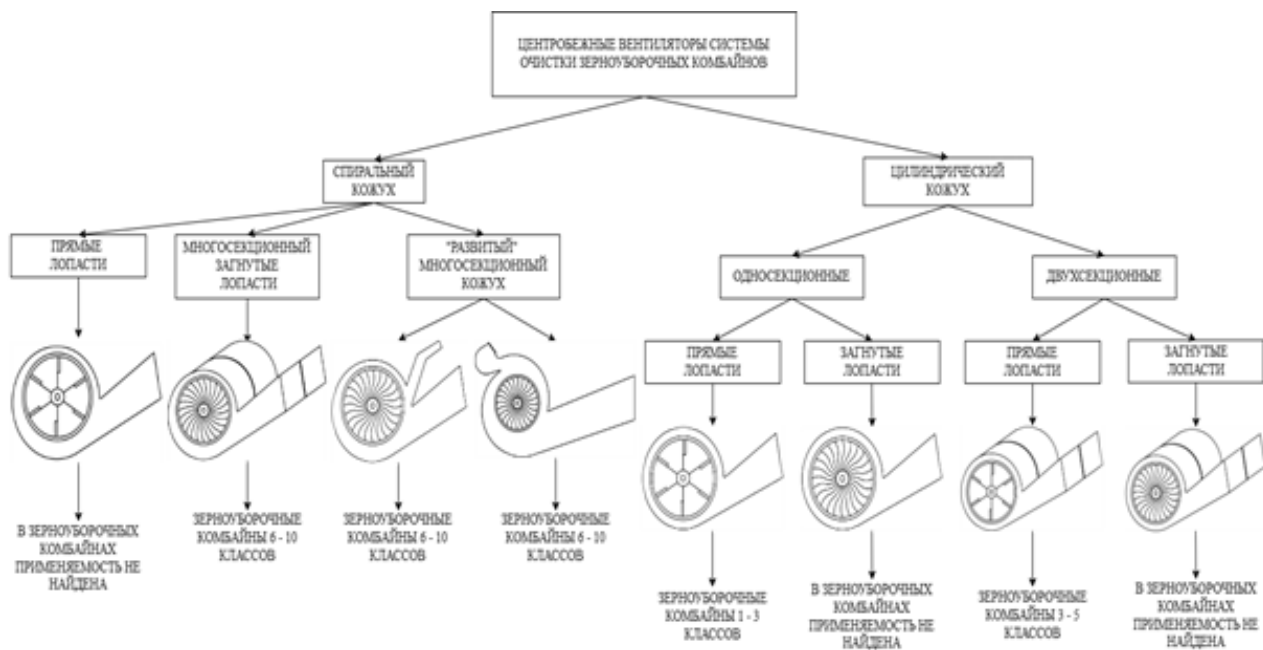 ЦЕНТРОБЕЖНЫЕ ВЕНТИЛЯТОРЫ СИСТЕМЫ
ОЧИСТКИ ЗЕРНОУБОРОЧНЫХ КОМБАЙНОВ
СПИРАЛЬНЫЙ
КОЖУХ
ЦИЛИНДРИЧЕСКИЙ
КОЖУХ
ПРЯМЫЕ
ЛОПАСТИ
МНОГОСЕКЦИОННЫЙ
ЗАГНУТЫЕ
ЛОПАСТИ
"РАЗВИТЫЙ"
МНОГОСЕКЦИОННЫЙ
КОЖУХ
ОДНОСЕКЦИОННЫЕ
ДВУХСЕКЦИОННЫЕ
ПРЯМЫЕ
ЛОПАСТИ
ЗАГНУТЫЕ
ЛОПАСТИ
ПРЯМЫЕ
ЛОПАСТИ
ЗАГНУТЫЕ
ЛОПАСТИ
В ЗЕРНОУБОРОЧНЫХ
КОМБАЙНАХ
ПРИМЕНЯЕМОСТЬ НЕ
НАЙДЕНА
ЗЕРНОУБОРОЧНЫЕ
КОМБАЙНЫ 6 - 10
КЛАССОВ
ЗЕРНОУБОРОЧНЫЕ
КОМБАЙНЫ 6 - 10
КЛАССОВ
ЗЕРНОУБОРОЧНЫЕ
КОМБАЙНЫ 6 - 10
КЛАССОВ
ЗЕРНОУБОРОЧНЫЕ
КОМБАЙНЫ 1 - 3
КЛАССОВ
В ЗЕРНОУБОРОЧНЫХ
КОМБАЙНАХ
ПРИМЕНЯЕМОСТЬ НЕ
НАЙДЕНА
ЗЕРНОУБОРОЧНЫЕ
КОМБАЙНЫ 3 - 5
КЛАССОВ
В ЗЕРНОУБОРОЧНЫХ
КОМБАЙНАХ
ПРИМЕНЯЕМОСТЬ НЕ
НАЙДЕНА